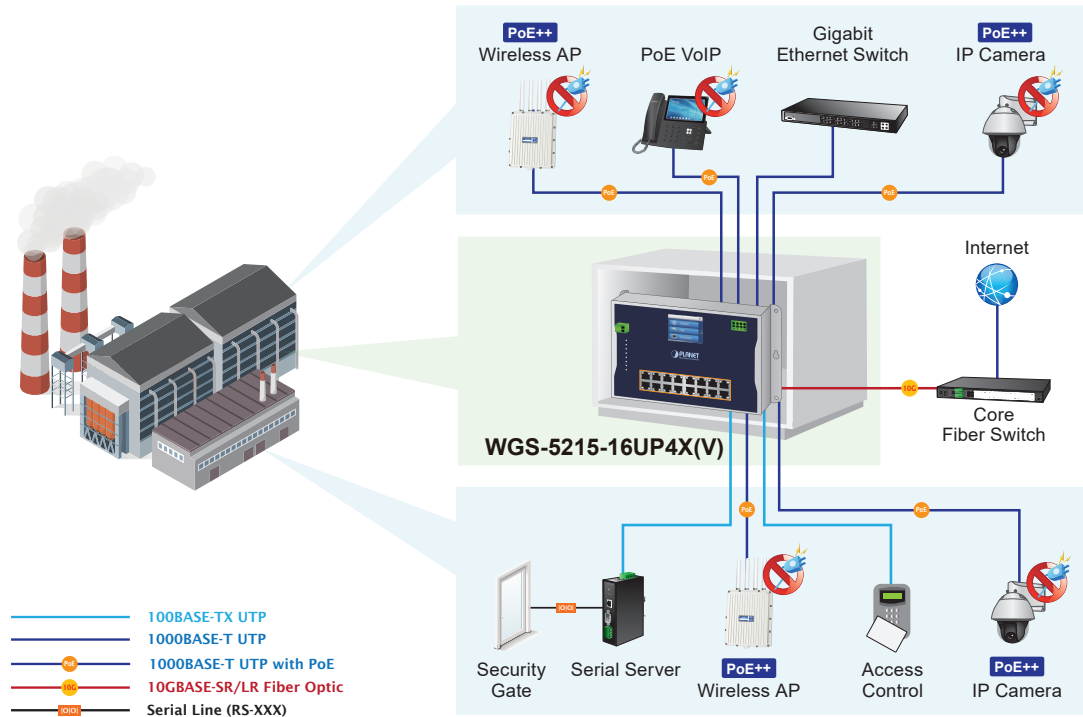 PoE++
Wireless AP
PoE VoIP
Gigabit
Ethernet Switch
PoE++
IP Camera
PoE
PoE
PoE
Internet
PLANET
10G
Core
Fiber Switch
WGS-5215-16UP4X(V)
PoE
PoE
|O|O|
Security
Gate
Serial Server
PoE++
Wireless AP
Access
Control
PoE++
IP Camera
100BASE-TX UTP
1000BASE-T UTP
PoE
1000BASE-T UTP with PoE
10G
10GBASE-SR/LR Fiber Optic
|O|O|
Serial Line (RS-XXX)